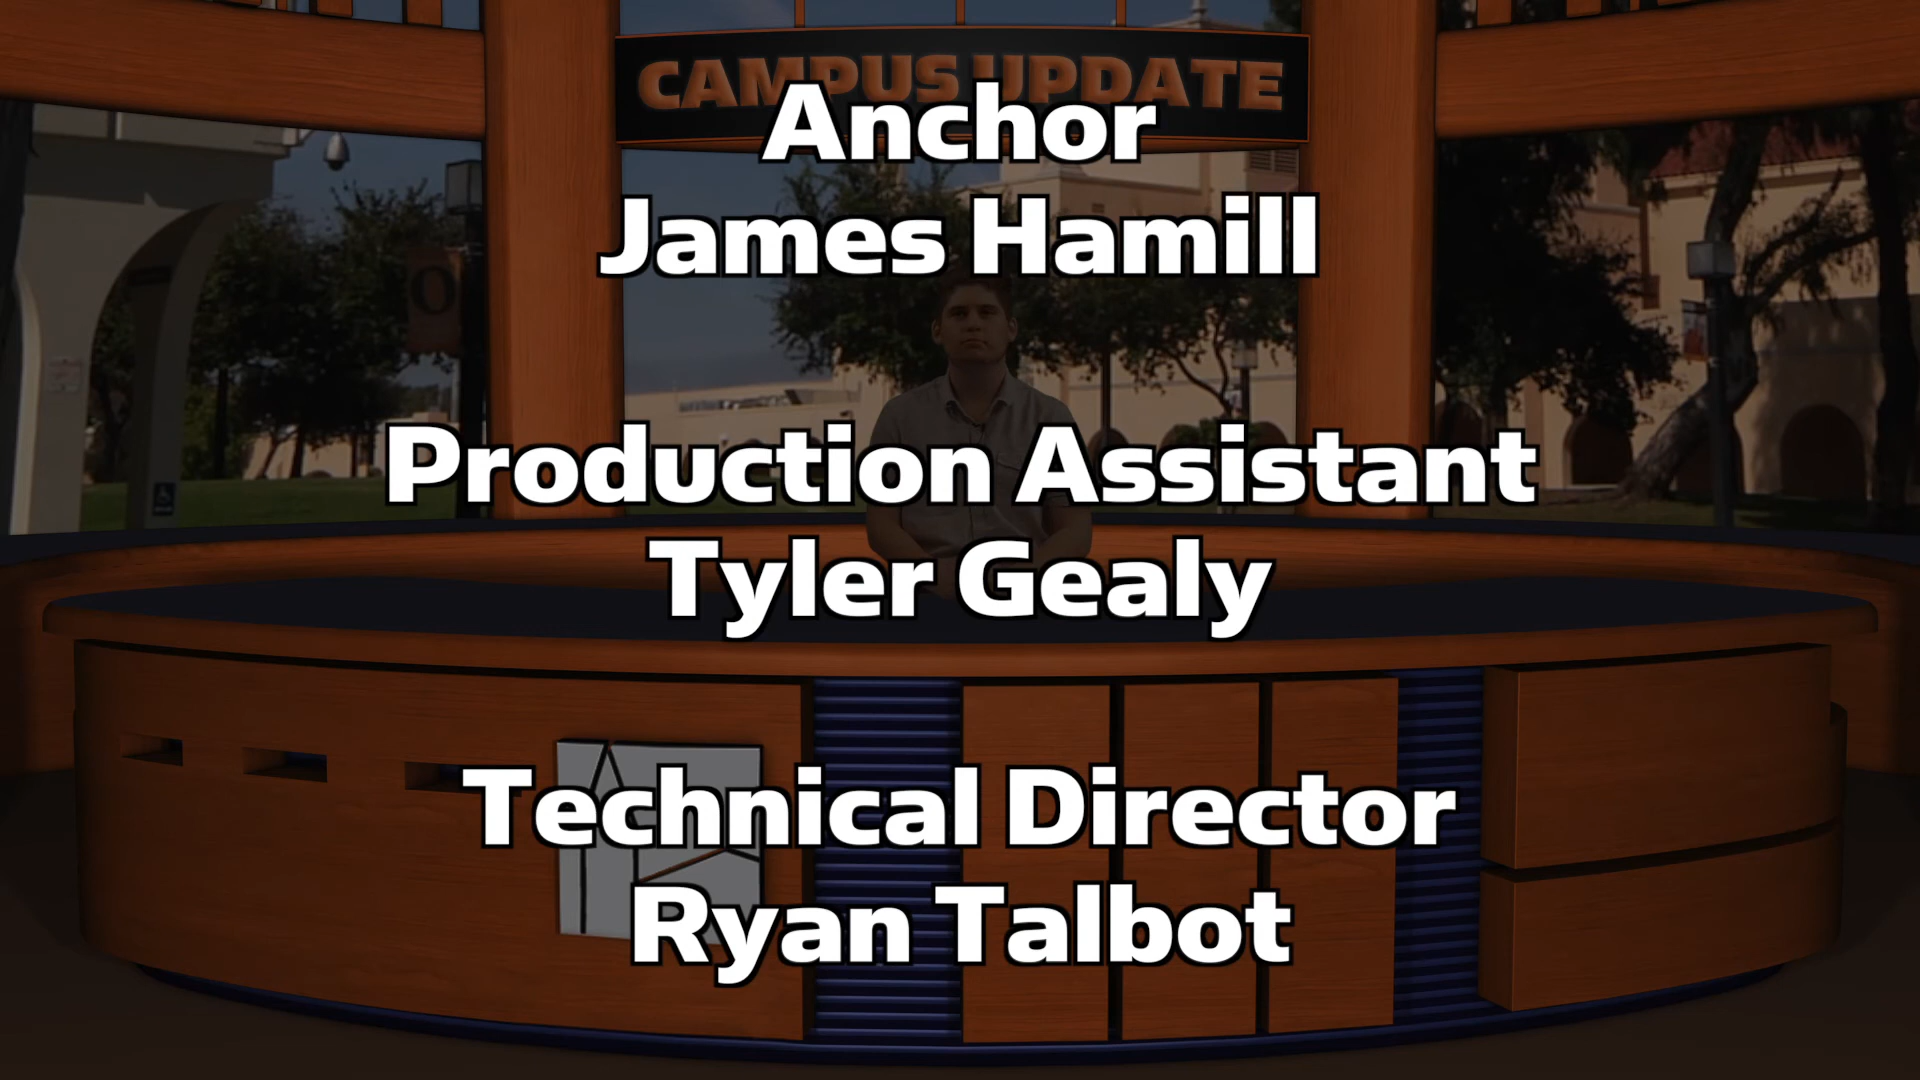 CAMPUS UPDATE
Anchor
James Hamill
O
Production Assistant
Tyler Gealy
Technical Director
Ryan Talbot